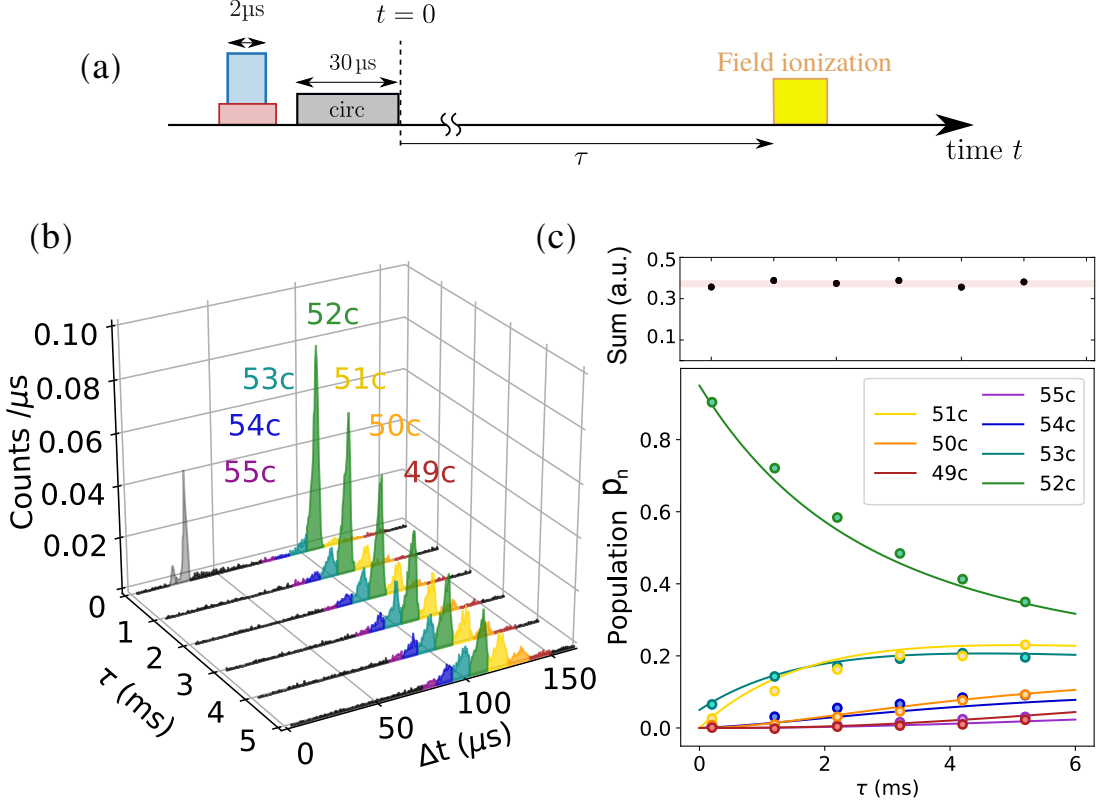 2μs
t = 0
(a)
30 μs
Field ionization
circ
τ
time t
(b)
(c)
0.10
0.08
0.06
0.04
0.02
0
Counts /μs
52c
53c
51c
54c
50c
55c
49c
0
1
2
3
4
5
τ (ms)
0
50
100
150
Δt (μs)
0.5
0.3
0.1
Sum (a.u.)
0.8
0.6
0.4
0.2
0.0
Population pₙ
51c
50c
49c
55c
54c
53c
52c
0
2
4
6
τ (ms)